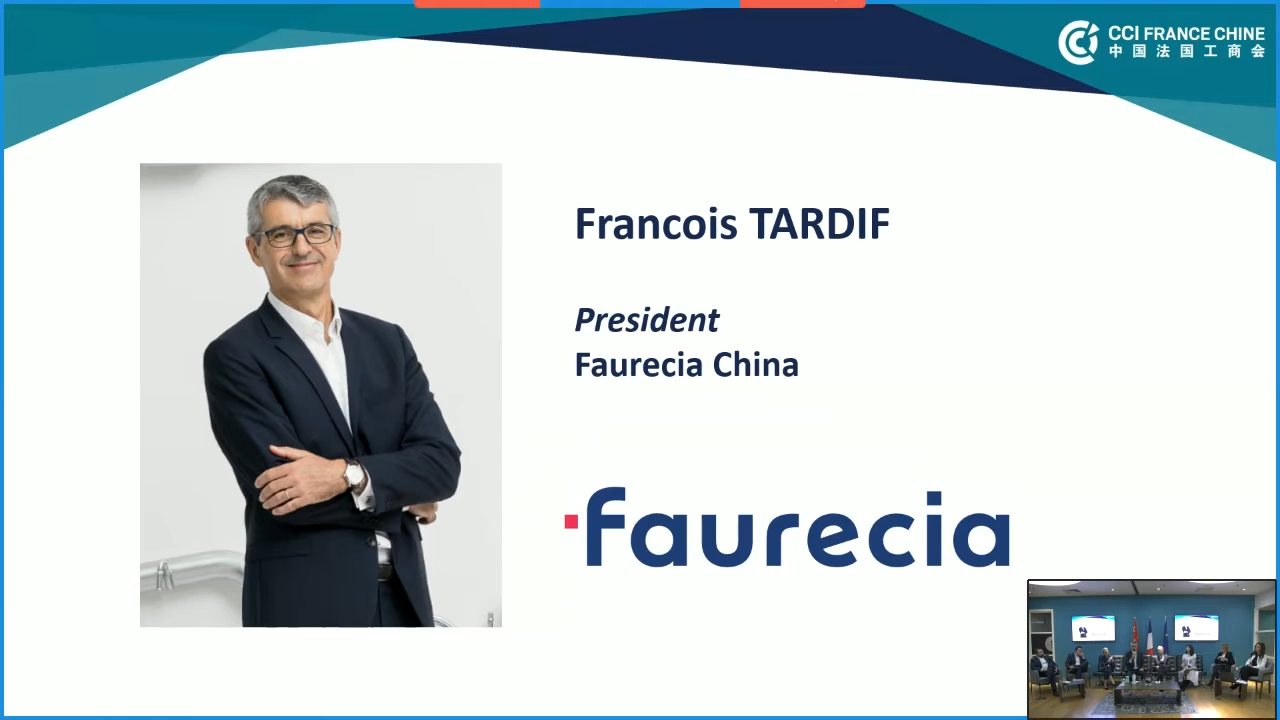 CCI FRANCE CHINE
中国法国工商会
Francois TARDIF
President
Faurecia China
faurecia